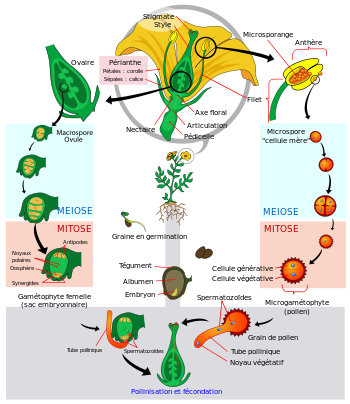 Stigmate
Style
Microsporange
Anthère
Ovaire
Périanthe
Pétales : corolle
Sépales : calice
Filet
Axe floral
Articulation
Pédicelle
Nectaire
Macrospore
Ovule
Microspore
"cellule mère"
MEIOSE
MEIOSE
MITOSE
MITOSE
Antipodes
Noyaux
polaires
Oosphère
Synergides
Graine en germination
Gamétophyte femelle
(sac embryonnaire)
Tégument
Albumen
Embryon
Cellule générative
Cellule végétative
Spermatozoïdes
Microgamétophyte
(pollen)
Grain de pollen
Tube pollinique
Noyau végétatif
Tube pollinique
Spermatozoïdes
Pollinisation et fécondation